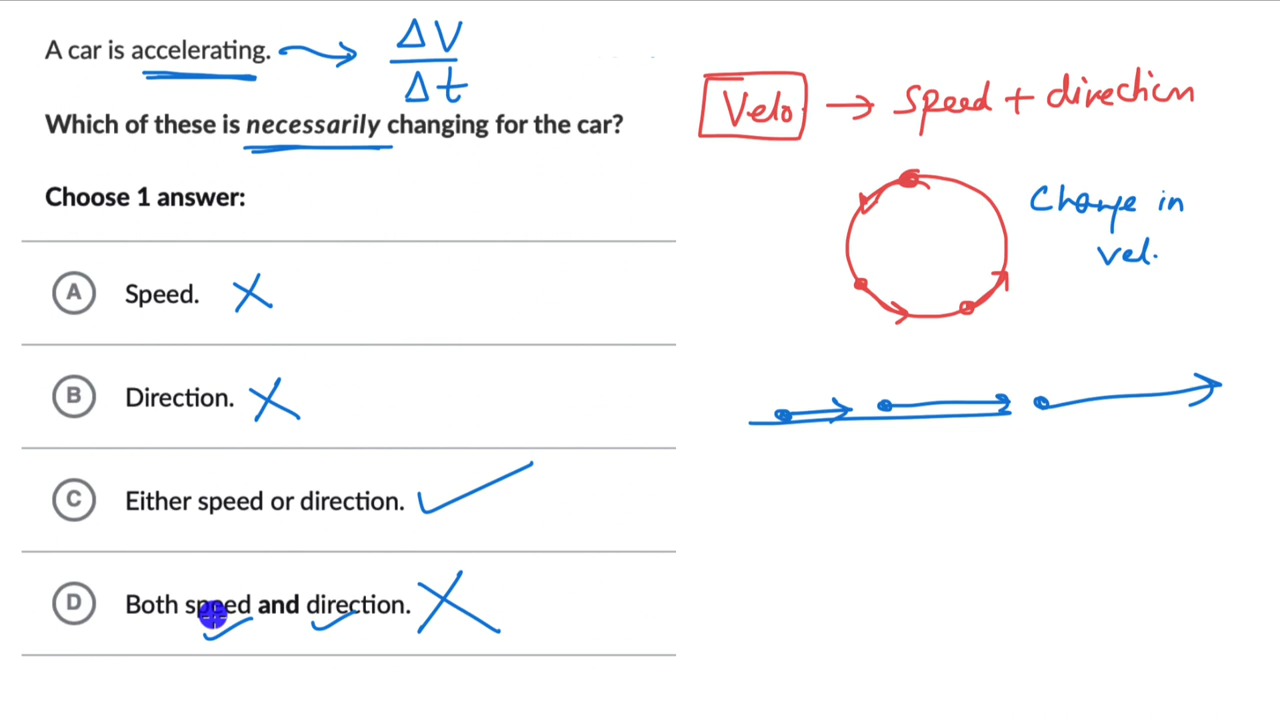 A car is accelerating. → ΔV
Δt
Which of these is necessarily changing for the car?
Choose 1 answer:
A Speed.
B Direction.
C Either speed or direction.
D Both speed and direction.
Velo → speed + direction
Change in
vel.